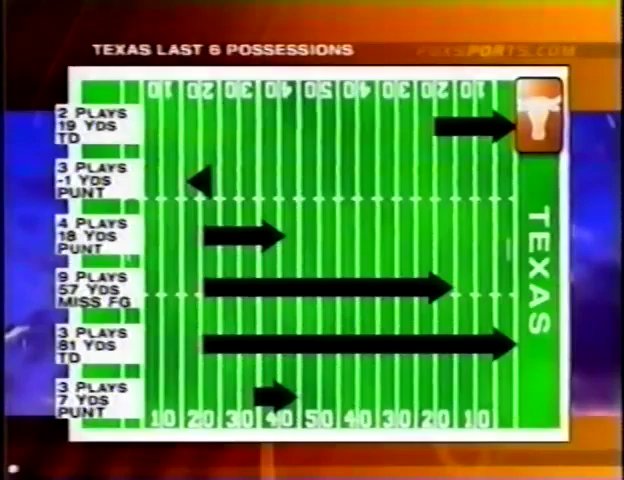 TEXAS LAST 6 POSSESSIONS
FOXSPORTS.COM
10 20 30 40 50 40 30 20 10
2 PLAYS
19 YDS
TD
3 PLAYS
-1 YDS
PUNT
4 PLAYS
18 YDS
PUNT
9 PLAYS
57 YDS
MISS FG
3 PLAYS
81 YDS
TD
3 PLAYS
7 YDS
PUNT
TEXAS
10 20 30 40 50 40 30 20 10